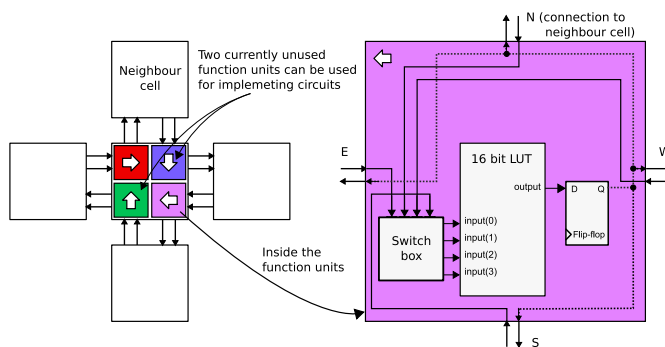 Neighbour
cell
Two currently unused
function units can be used
for implemeting circuits
Inside the
function units
N (connection to
neighbour cell)
E
W
16 bit LUT
output
D Q
Flip-flop
Switch
box
input(0)
input(1)
input(2)
input(3)
S